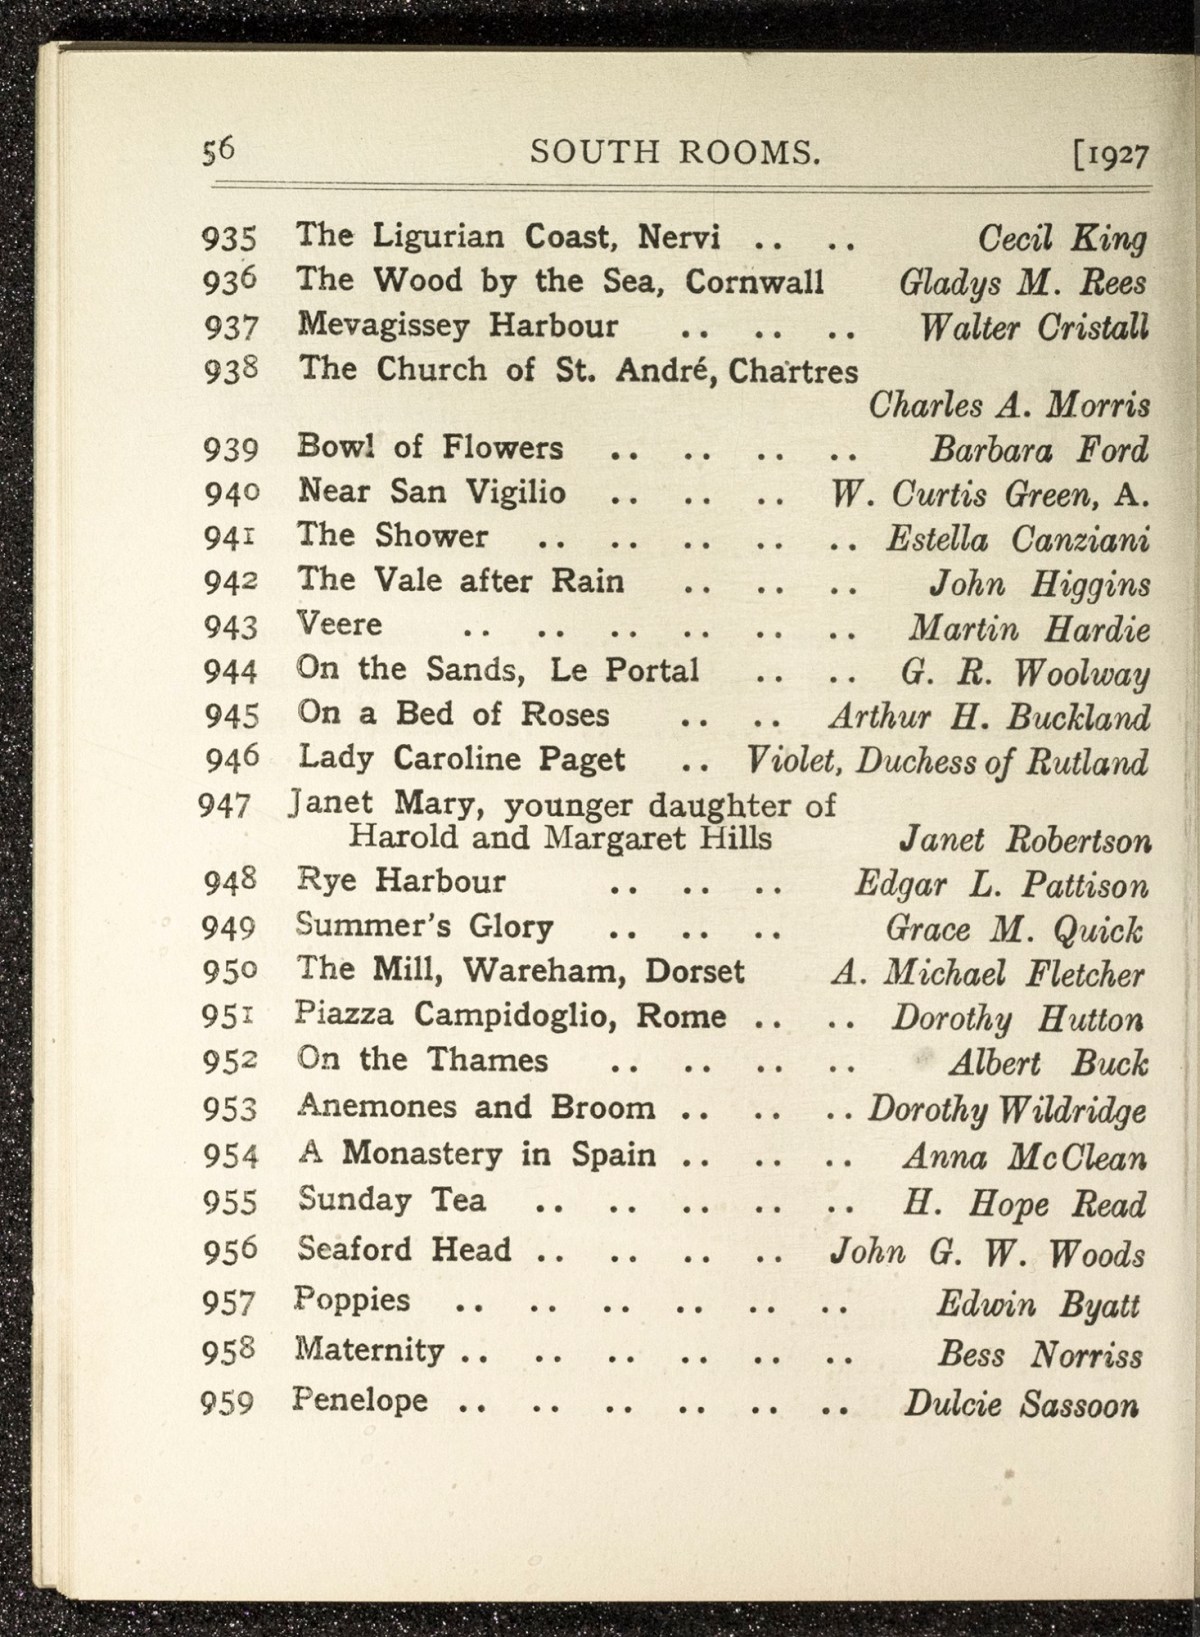 56 SOUTH ROOMS. [1927
935 The Ligurian Coast, Nervi .. .. Cecil King
936 The Wood by the Sea, Cornwall Gladys M. Rees
937 Mevagissey Harbour .. .. .. Walter Cristall
938 The Church of St. André, Chartres
Charles A. Morris
939 Bowl of Flowers .. .. .. .. Barbara Ford
940 Near San Vigilio .. .. .. W. Curtis Green, A.
941 The Shower .. .. .. .. .. Estella Canziani
942 The Vale after Rain .. .. .. John Higgins
943 Veere .. .. .. .. .. .. Martin Hardie
944 On the Sands, Le Portal .. .. G. R. Woolway
945 On a Bed of Roses .. .. Arthur H. Buckland
946 Lady Caroline Paget .. Violet, Duchess of Rutland
947 Janet Mary, younger daughter of
Harold and Margaret Hills Janet Robertson
948 Rye Harbour .. .. .. Edgar L. Pattison
949 Summer's Glory .. .. .. Grace M. Quick
950 The Mill, Wareham, Dorset A. Michael Fletcher
951 Piazza Campidoglio, Rome .. .. Dorothy Hutton
952 On the Thames .. .. .. .. Albert Buck
953 Anemones and Broom .. .. .. Dorothy Wildridge
954 A Monastery in Spain .. .. .. Anna McClean
955 Sunday Tea .. .. .. .. .. H. Hope Read
956 Seaford Head .. .. .. .. John G. W. Woods
957 Poppies .. .. .. .. .. .. Edwin Byatt
958 Maternity .. .. .. .. .. .. Bess Norriss
959 Penelope .. .. .. .. .. .. Dulcie Sassoon